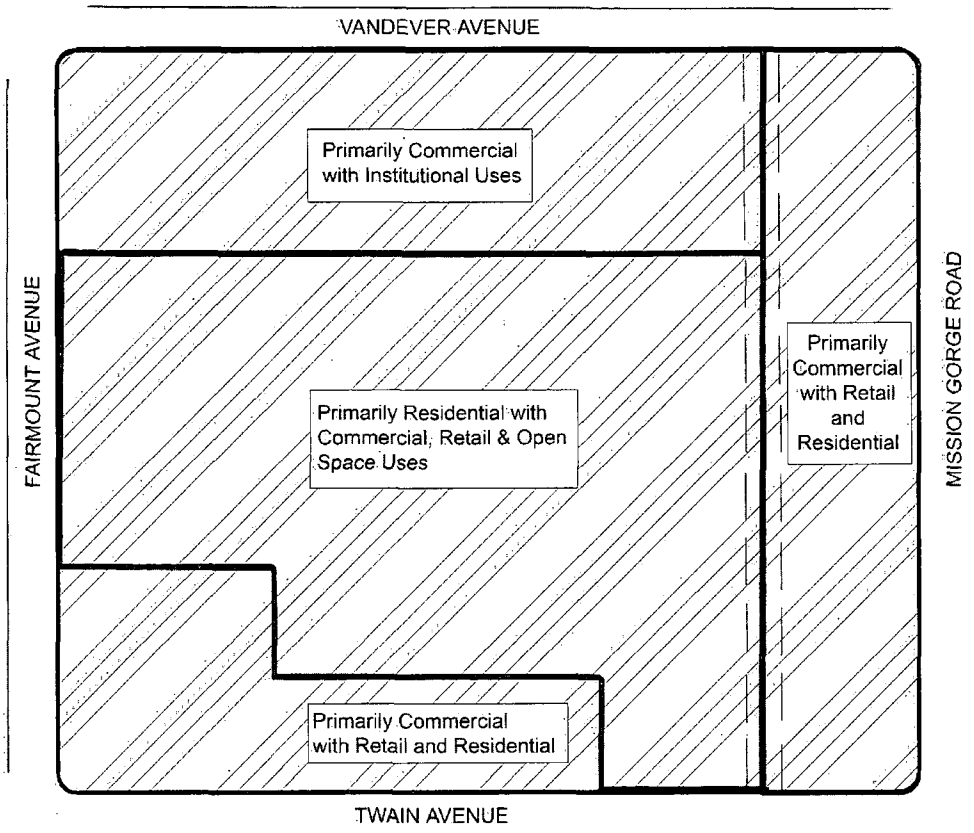 VANDEVER AVENUE
Primarily Commercial
with Institutional Uses
FAIRMOUNT AVENUE
Primarily Residential with
Commercial, Retail & Open
Space Uses
Primarily
Commercial
with Retail
and
Residential
MISSION GORGE ROAD
Primarily Commercial
with Retail and Residential
TWAIN AVENUE